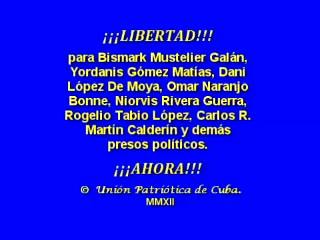 ¡¡¡LIBERTAD!!!
para Bismark Mustelier Galán,
Yordanis Gómez Matías, Dani
López De Moya, Omar Naranjo
Bonne, Niorvis Rivera Guerra,
Rogelio Tabio López, Carlos R.
Martín Calderín y demás
presos políticos.
¡¡¡AHORA!!!
© Unión Patriótica de Cuba.
MMXII